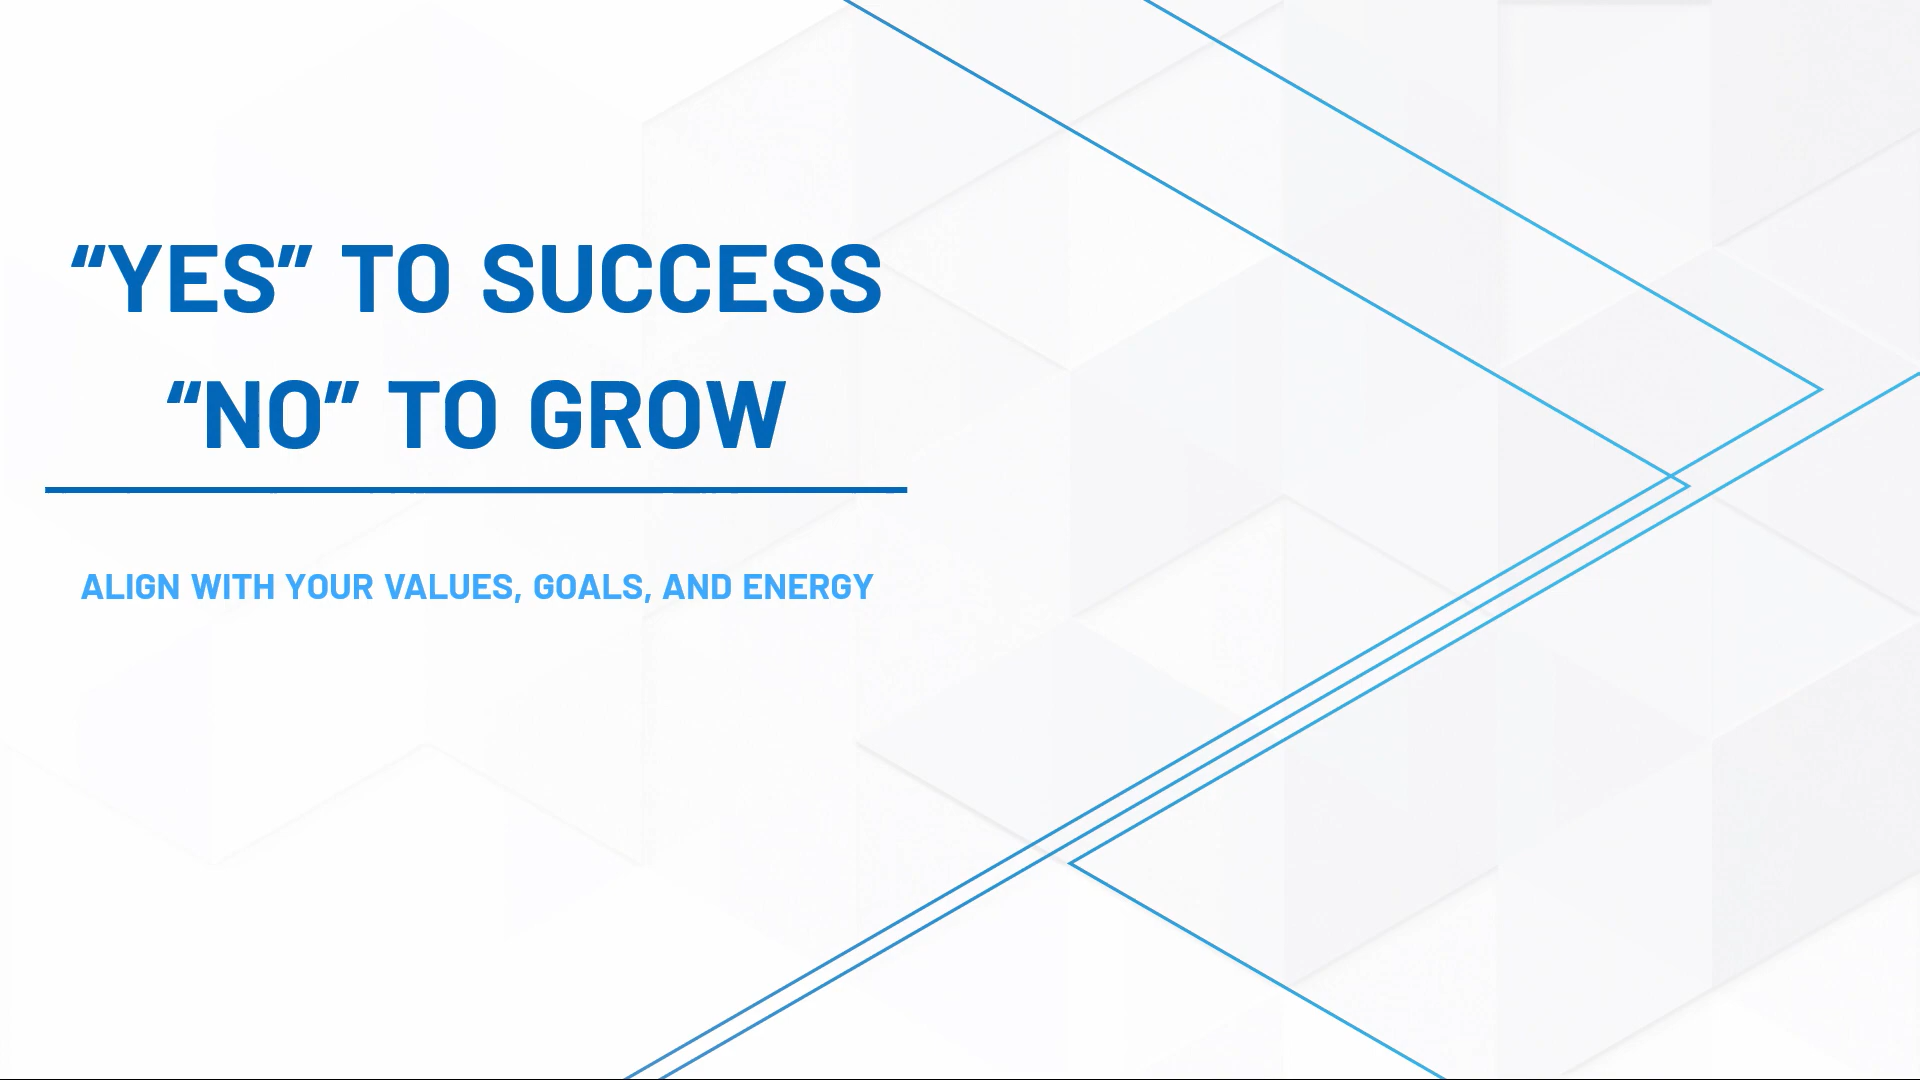 “YES” TO SUCCESS
“NO” TO GROW
ALIGN WITH YOUR VALUES, GOALS, AND ENERGY